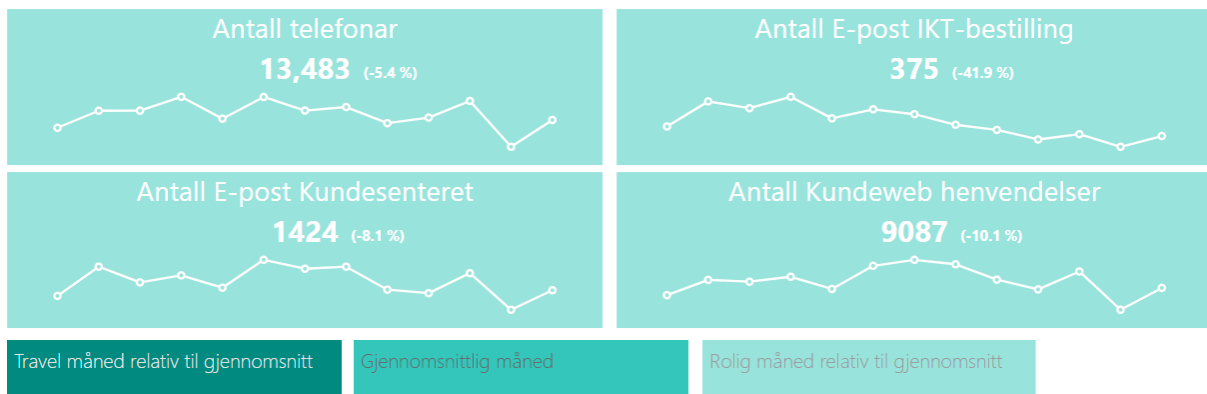 Antall telefonar
13,483 (-5.4 %)
Antall E-post IKT-bestilling
375 (-41.9 %)
Antall E-post Kundesenteret
1424 (-8.1 %)
Antall Kundeweb henvendelser
9087 (-10.1 %)
Travel måned relativ til gjennomsnitt
Gjennomsnittlig måned
Rolig måned relativ til gjennomsnitt